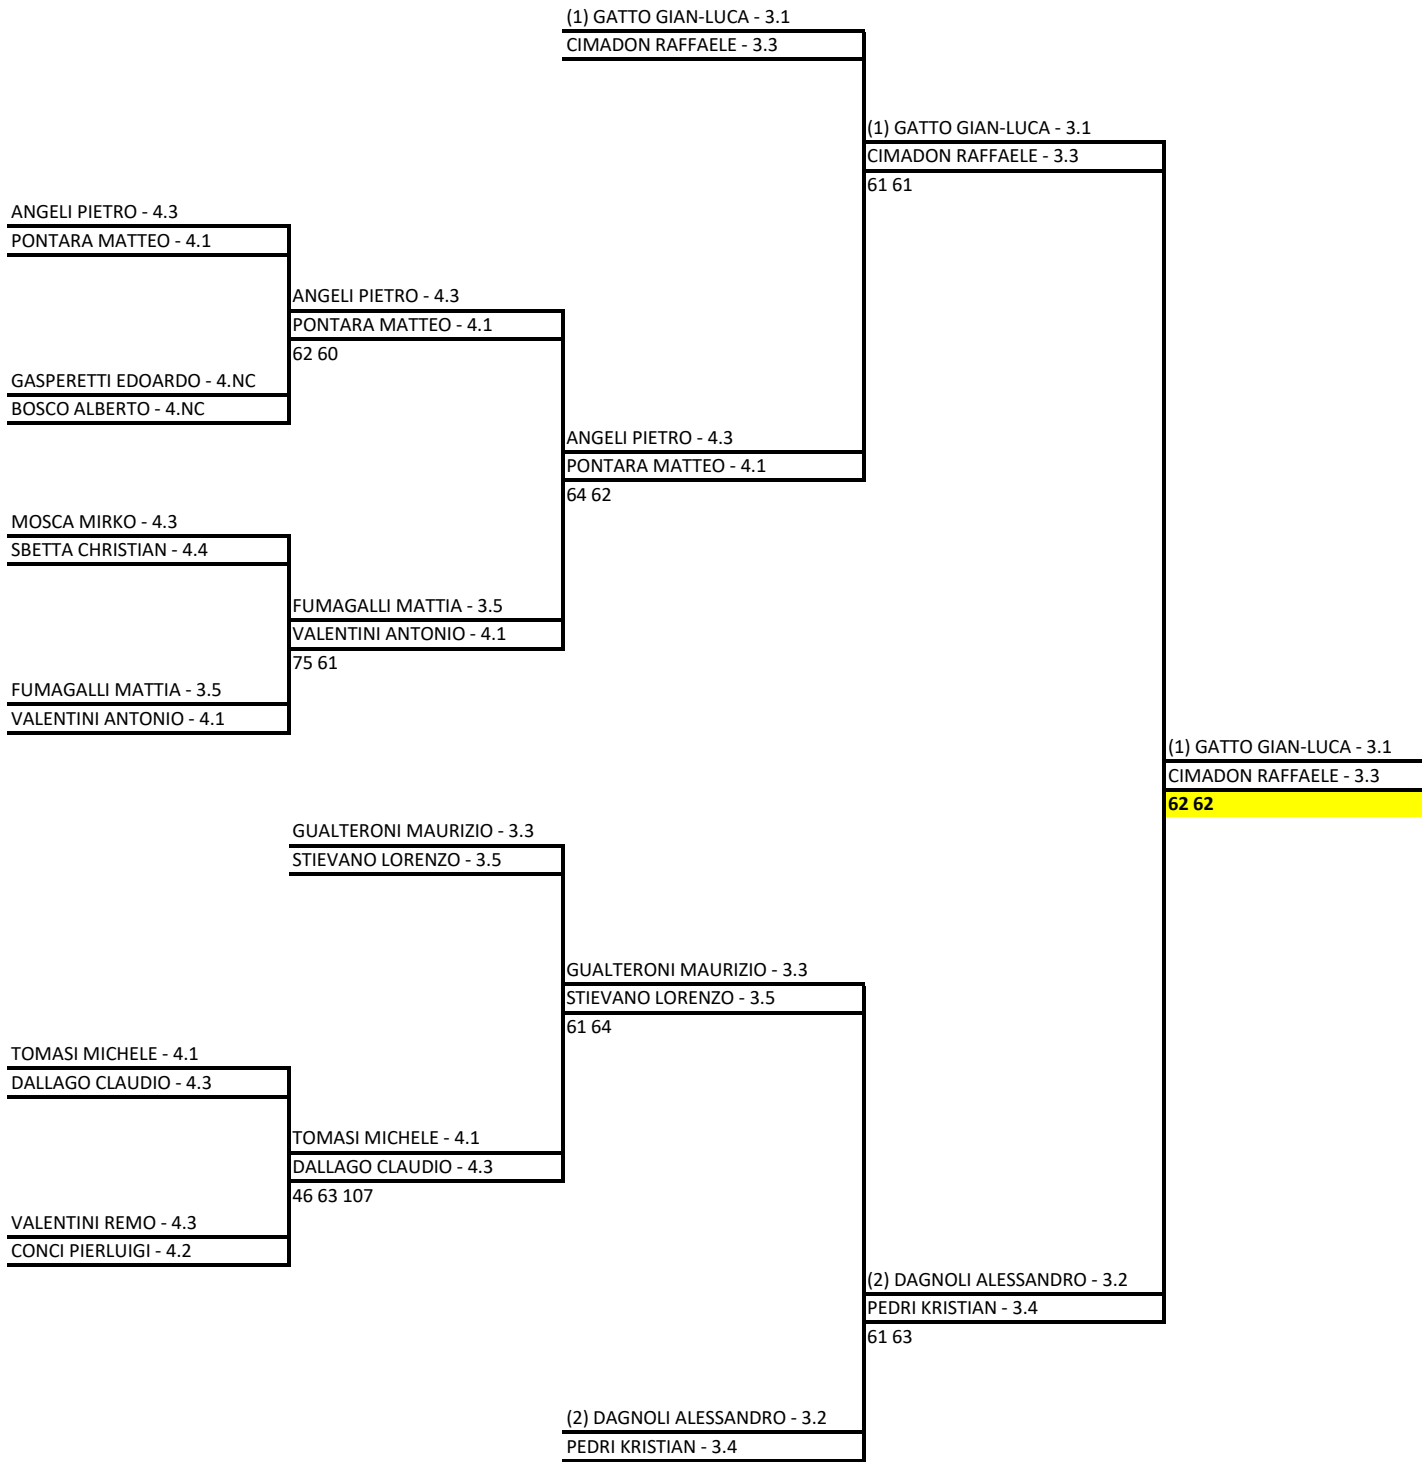 (1) GATTO GIAN-LUCA - 3.1
CIMADON RAFFAELE - 3.3
(1) GATTO GIAN-LUCA - 3.1
CIMADON RAFFAELE - 3.3
61 61
ANGELI PIETRO - 4.3
PONTARA MATTEO - 4.1
ANGELI PIETRO - 4.3
PONTARA MATTEO - 4.1
62 60
GASPERETTI EDOARDO - 4.NC
BOSCO ALBERTO - 4.NC
ANGELI PIETRO - 4.3
PONTARA MATTEO - 4.1
64 62
MOSCA MIRKO - 4.3
SBETTA CHRISTIAN - 4.4
FUMAGALLI MATTIA - 3.5
VALENTINI ANTONIO - 4.1
75 61
FUMAGALLI MATTIA - 3.5
VALENTINI ANTONIO - 4.1
(1) GATTO GIAN-LUCA - 3.1
CIMADON RAFFAELE - 3.3
62 62
GUALTERONI MAURIZIO - 3.3
STIEVANO LORENZO - 3.5
GUALTERONI MAURIZIO - 3.3
STIEVANO LORENZO - 3.5
61 64
TOMASI MICHELE - 4.1
DALLAGO CLAUDIO - 4.3
TOMASI MICHELE - 4.1
DALLAGO CLAUDIO - 4.3
46 63 107
VALENTINI REMO - 4.3
CONCI PIERLUIGI - 4.2
(2) DAGNOLI ALESSANDRO - 3.2
PEDRI KRISTIAN - 3.4
61 63
(2) DAGNOLI ALESSANDRO - 3.2
PEDRI KRISTIAN - 3.4